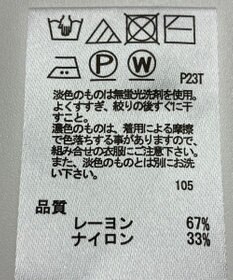 P W
P23T
淡色のものは無蛍光洗剤を使用。
よくすすぎ、絞りの後すぐに干
すこと。
濃色のものは、着用による摩擦
で色落ちする事がありますので、
組み合せの衣服にご注意下さい。
また、淡色のものとは別にお洗
い下さい。
105
品質
レーヨン 67%
ナイロン 33%